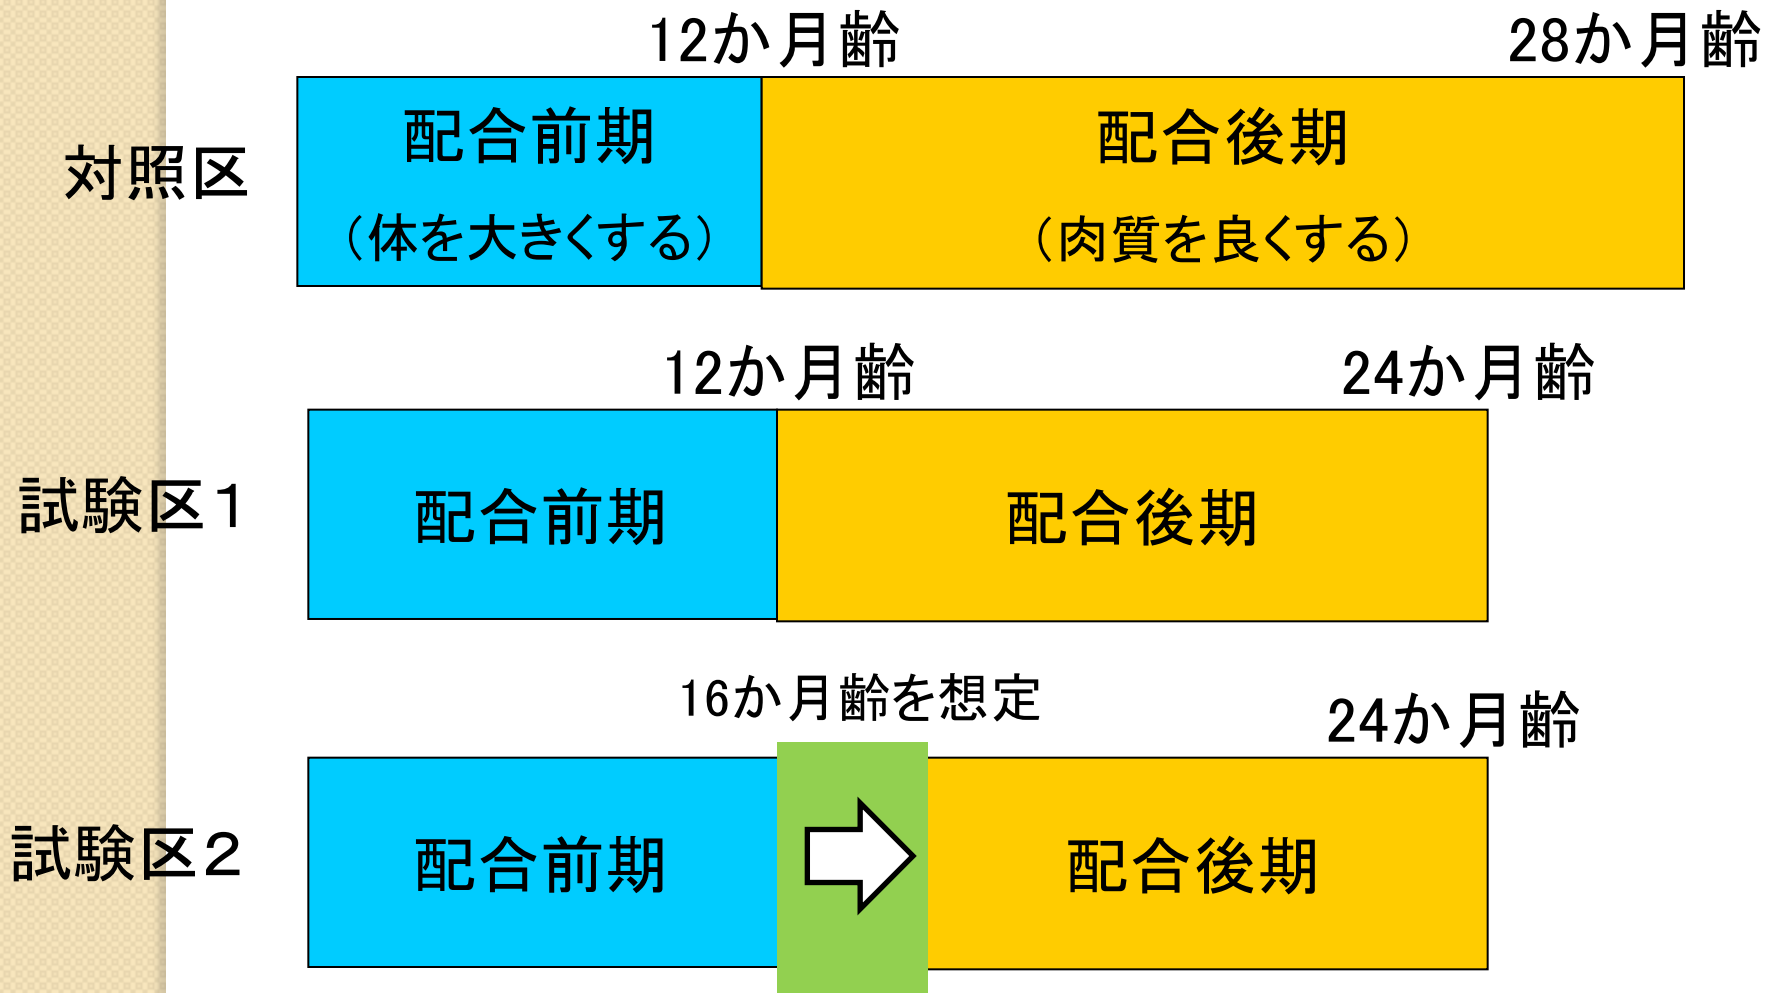 12か月齢
28か月齢
対照区
配合前期
(体を大きくする)
配合後期
(肉質を良くする)
12か月齢
24か月齢
試験区1
配合前期
配合後期
16か月齢を想定
24か月齢
試験区2
配合前期
配合後期